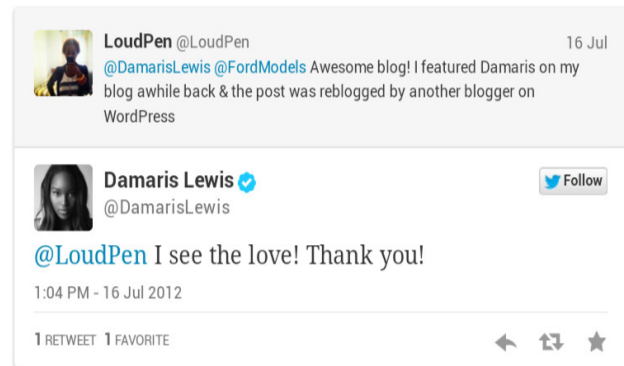 LoudPen @LoudPen 16 Jul
@DamarisLewis @FordModels Awesome blog! I featured Damaris on my
blog awhile back & the post was reblogged by another blogger on
WordPress
Damaris Lewis
@DamarisLewis
Follow
@LoudPen I see the love! Thank you!
1:04 PM - 16 Jul 2012
1 RETWEET 1 FAVORITE